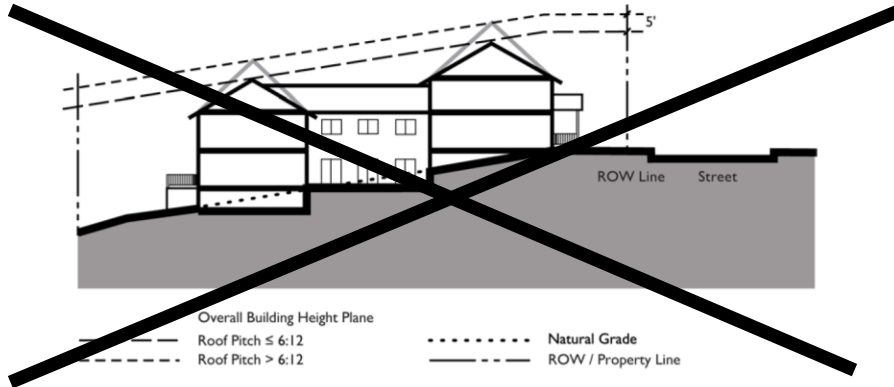 5'
ROW Line Street
Overall Building Height Plane
Roof Pitch ≤ 6:12
Roof Pitch > 6:12
Natural Grade
ROW / Property Line